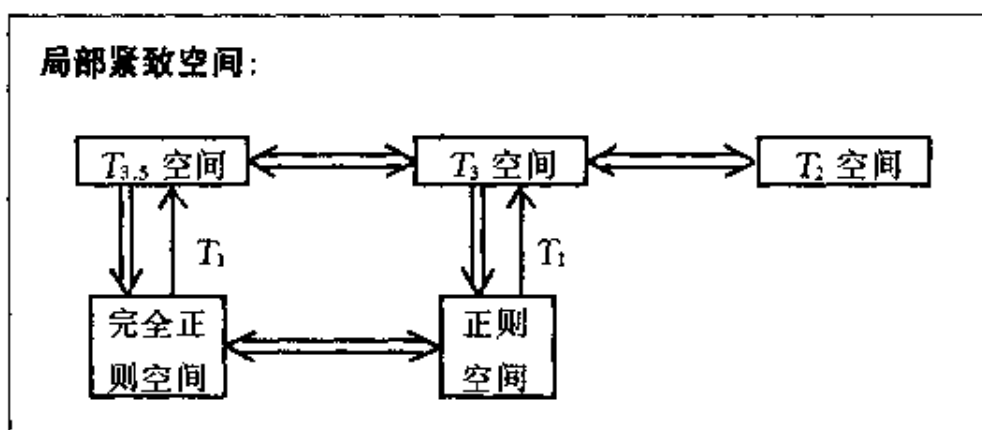 局部紧致空间:
T₃.₅ 空间
T₃ 空间
T₂ 空间
T₁
T₁
完全正
则空间
正则
空间